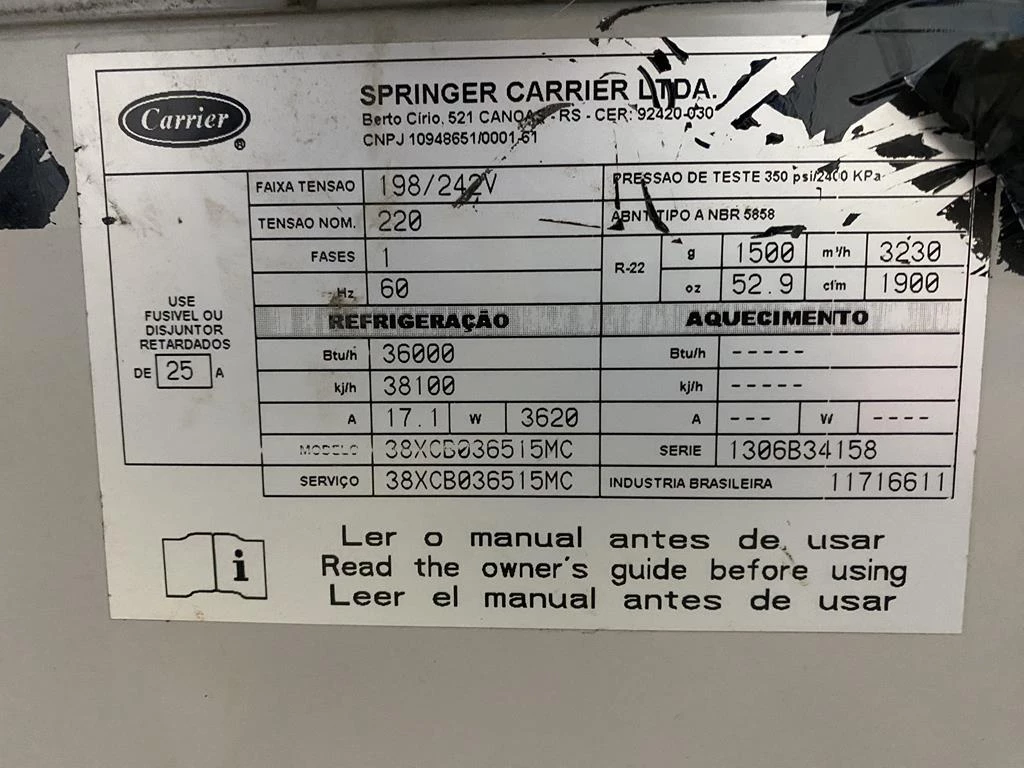 Carrier ®
SPRINGER CARRIER LTDA.
Berto Círio, 521 CANOAS - RS - CEP: 92420-030
CNPJ 10948651/0001-61
FAIXA TENSAO 198/242V PRESSAO DE TESTE 350 psi/2400 KPa
TENSAO NOM. 220 ABNT TIPO A NBR 5858
FASES 1 R-22 g 1500 m³/h 3230
Hz 60 oz 52.9 cfm 1900
USE
FUSIVEL OU
DISJUNTOR
RETARDADOS
DE 25 A
REFRIGERAÇÃO AQUECIMENTO
Btu/h 36000 Btu/h -----
kj/h 38100 kj/h -----
A 17.1 W 3620 A --- W ----
MODELO 38XCB036515MC SERIE 1306B34158
SERVIÇO 38XCB036515MC INDUSTRIA BRASILEIRA 11716611
i Ler o manual antes de usar
Read the owner's guide before using
Leer el manual antes de usar